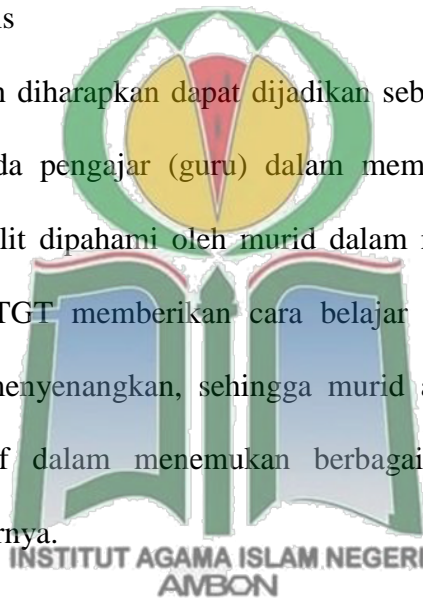 is
n diharapkan dapat dijadikan seb
da pengajar (guru) dalam mem
lit dipahami oleh murid dalam
TGT memberikan cara belajar
menyenangkan, sehingga murid a
f dalam menemukan berbagai
rnya.
INSTITUT AGAMA ISLAM NEGERI
AMBON